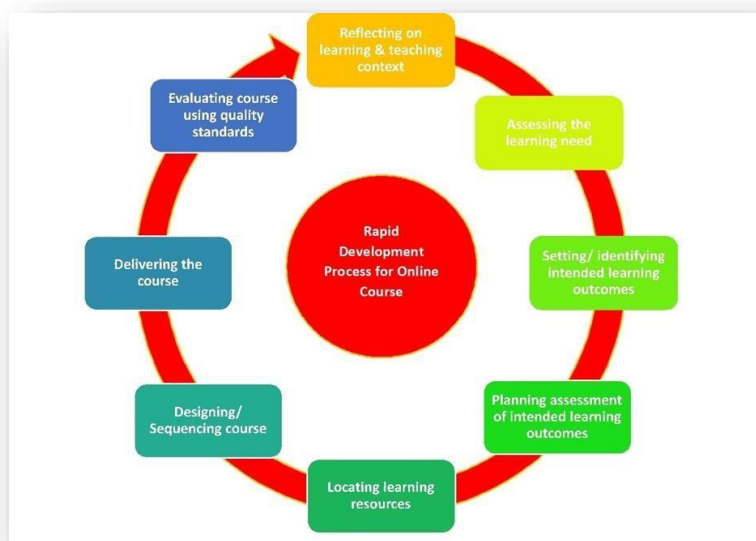 Reflecting on
learning & teaching
context
Assessing the
learning need
Setting/ identifying
intended learning
outcomes
Planning assessment
of intended learning
outcomes
Locating learning
resources
Designing/
Sequencing course
Delivering the
course
Evaluating course
using quality
standards
Rapid
Development
Process for Online
Course